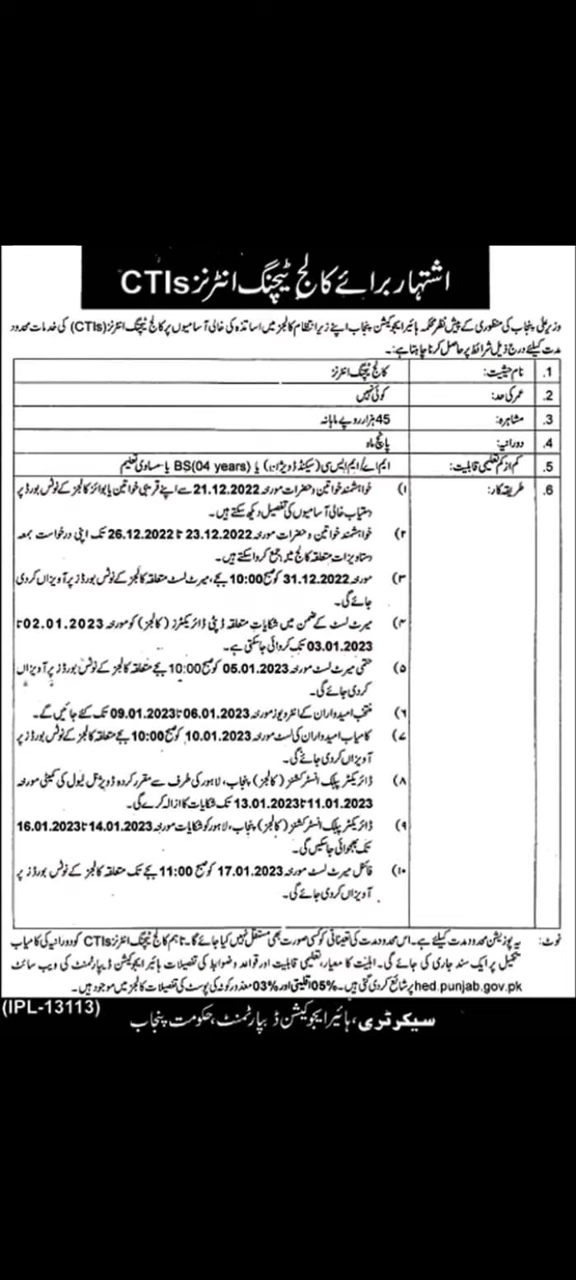 اشتہار برائے کالج ٹیچنگ انٹرنز CTIs
وزیراعلیٰ پنجاب کی منظوری کے پیش نظر محکمہ ہائیر ایجوکیشن پنجاب اپنے زیر انتظام کالجز میں اساتذہ کی خالی آسامیوں پر کالج ٹیچنگ انٹرنز (CTIs) کی خدمات محدود
مدت کیلئے درج ذیل شرائط پر حاصل کرنا چاہتا ہے:۔
1. نام حیثیت: کالج ٹیچنگ انٹرنز
2. عمر کی حد: کوئی نہیں
3. مشاہرہ: 45 ہزار روپے ماہانہ
4. دورانیہ: پانچ ماہ
5. کم از کم تعلیمی قابلیت: ایم اے/ ایم ایس سی (سیکنڈ ڈویژن) یا BS(04 years) یا مساوی تعلیم
6. طریقہ کار: ۱) خواہشمند خواتین و حضرات مورخہ 21.12.2022 سے اپنے قریبی خواتین یا بوائز کالجز کے نوٹس بورڈ پر
دستیاب خالی آسامیوں کی تفصیل دیکھ سکتے ہیں۔
۲) خواہشمند خواتین و حضرات مورخہ 23.12.2022 تا 26.12.2022 تک اپنی درخواست بمعہ
دستاویزات متعلقہ کالج میں جمع کروا سکتے ہیں۔
۳) مورخہ 31.12.2022 کو صبح 10:00 بجے، میرٹ لسٹ متعلقہ کالجز کے نوٹس بورڈز پر آویزاں کر دی
جائے گی۔
۴) میرٹ لسٹ کے ضمن میں شکایات متعلقہ ڈپٹی ڈائریکٹرز (کالجز) کو مورخہ 02.01.2023 تا
03.01.2023 تک کروائی جا سکتی ہے۔
۵) حتمی میرٹ لسٹ مورخہ 05.01.2023 کو صبح 10:00 بجے متعلقہ کالجز کے نوٹس بورڈز پر آویزاں
کر دی جائے گی۔
۶) منتخب امیدواران کے انٹرویوز مورخہ 06.01.2023 تا 09.01.2023 تک کئے جائیں گے۔
۷) کامیاب امیدواران کی لسٹ مورخہ 10.01.2023 کو صبح 10:00 بجے متعلقہ کالجز کے نوٹس بورڈز پر
آویزاں کر دی جائے گی۔
۸) ڈائریکٹر پبلک انسٹرکشنز (کالجز) پنجاب، لاہور کی طرف سے مقرر کردہ ڈویژنل لیول کی کمیٹی مورخہ
11.01.2023 تا 13.01.2023 تک شکایات کا ازالہ کرے گی۔
۹) ڈائریکٹر پبلک انسٹرکشنز (کالجز) پنجاب، لاہور کو شکایات مورخہ 14.01.2023 تا 16.01.2023
تک بھجوائی جا سکیں گی۔
۱۰) فائنل میرٹ لسٹ مورخہ 17.01.2023 کو صبح 11:00 بجے تک متعلقہ کالجز کے نوٹس بورڈز پر
آویزاں کر دی جائے گی۔
نوٹ: یہ پوزیشن محدود مدت کیلئے ہے۔ اس محدود مدت کی تعیناتی کو کسی صورت بھی مستقل نہیں کیا جائے گا۔ تاہم کالج ٹیچنگ انٹرنز CTIs کو دورانیہ کی کامیاب
تکمیل پر ایک سند جاری کی جائے گی۔ اہلیت کا معیار، تعلیمی قابلیت اور قواعد و ضوابط کی تفصیلات ہائیر ایجوکیشن ڈیپارٹمنٹ کی ویب سائٹ
hed.punjab.gov.pk پر شائع کر دی گئی ہیں۔ 05% اقلیتی اور 03% معذور کوٹہ کی پوسٹ کی تفصیلات کالجز میں موجود ہیں۔
(IPL-13113)
سیکرٹری، ہائیر ایجوکیشن ڈیپارٹمنٹ، حکومت پنجاب